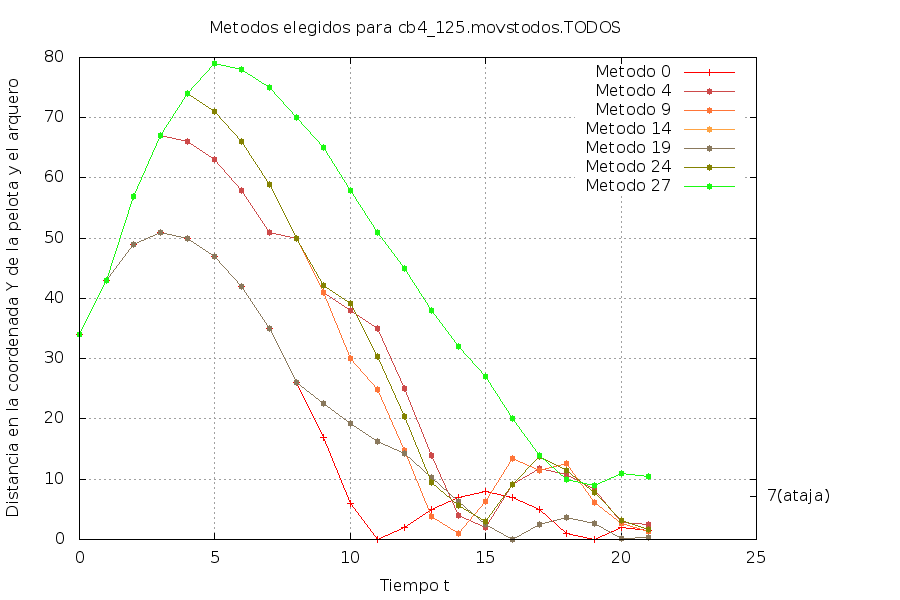 Metodos elegidos para cb4_125.movstodos.TODOS
Distancia en la coordenada Y de la pelota y el arquero
80
70
60
50
40
30
20
10
0
Metodo 0
Metodo 4
Metodo 9
Metodo 14
Metodo 19
Metodo 24
Metodo 27
7(ataja)
0 5 10 15 20 25
Tiempo t